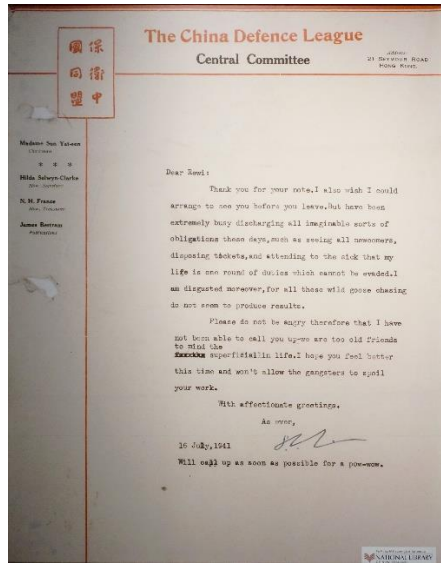 The China Defence League
Central Committee
21 SEYMOUR ROAD
HONG KONG.
保衛中
國同盟
Madame Sun Yat-sen
Chairman
* * *
Hilda Selwyn-Clarke
Hon. Secretary
N. H. France
Hon. Treasurer
James Bertram
Dear Rewi:
Thank you for your note.I also wish I could
arrange to see you before you leave.But have been
extremely busy discharging all imaginable sorts of
obligations these days,such as seeing all newcomers,
disposing tickets,and attending to the sick that my
life is one round of duties which cannot be evaded.I
am disgusted moreover,for all these wild goose chasing
do not seem to produce results.
Please do not be angry therefore that I have
not been able to call you up-we are too old friends
to mind the
superficial in life.I hope you feel better
this time and won't allow the gangsters to spoil
your work.
With affectionate greetings.
As ever,
16 July,1941
Will call up as soon as possible for a pow-wow.
NATIONAL LIBRARY